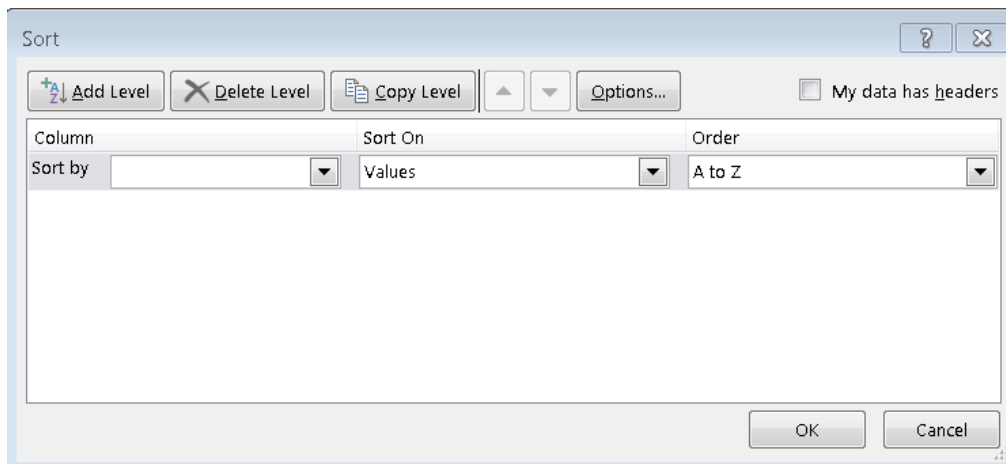 Sort
Add Level Delete Level Copy Level Options... My data has headers
Column Sort On Order
Sort by Values A to Z
OK Cancel